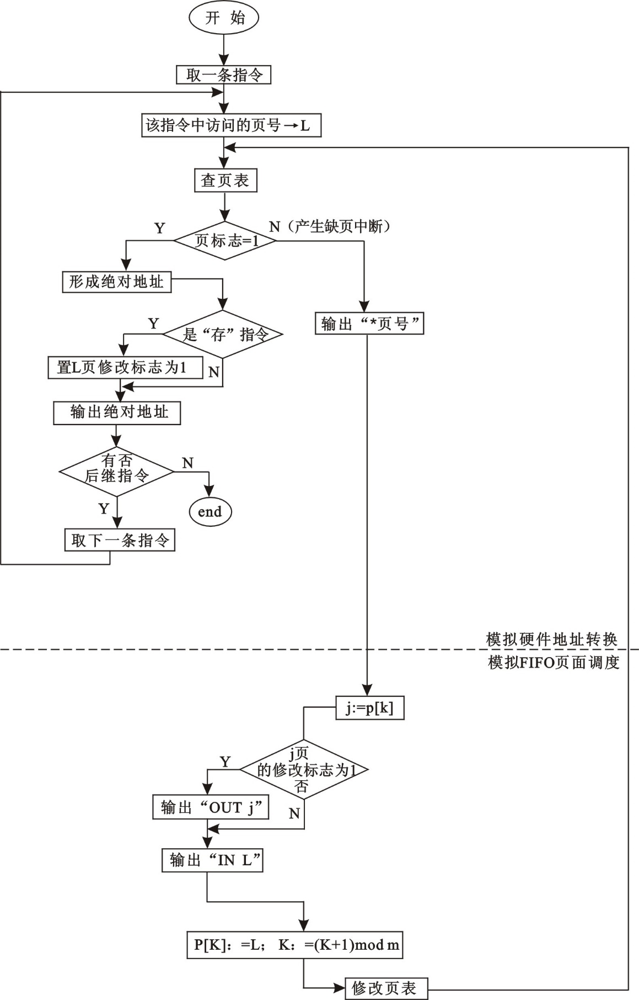 开 始
取一条指令
该指令中访问的页号→L
查页表
Y
N（产生缺页中断）
页标志=1
形成绝对地址
Y
是“存”指令
输出“*页号”
置L页修改标志为1
N
输出绝对地址
有否
后继指令
N
Y
end
取下一条指令
模拟硬件地址转换
模拟FIFO页面调度
j:=p[k]
Y
j页
的修改标志为1
否
输出“OUT j”
N
输出“IN L”
P[K]：=L； K：=(K+1)mod m
修改页表